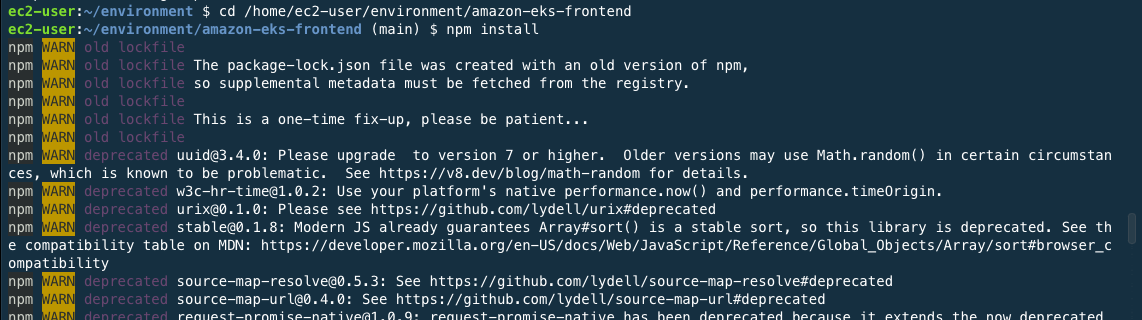 ec2-user:~/environment $ cd /home/ec2-user/environment/amazon-eks-frontend
ec2-user:~/environment/amazon-eks-frontend (main) $ npm install
npm WARN old lockfile
npm WARN old lockfile The package-lock.json file was created with an old version of npm,
npm WARN old lockfile so supplemental metadata must be fetched from the registry.
npm WARN old lockfile
npm WARN old lockfile This is a one-time fix-up, please be patient...
npm WARN old lockfile
npm WARN deprecated uuid@3.4.0: Please upgrade  to version 7 or higher.  Older versions may use Math.random() in certain circumstan
ces, which is known to be problematic.  See https://v8.dev/blog/math-random for details.
npm WARN deprecated w3c-hr-time@1.0.2: Use your platform's native performance.now() and performance.timeOrigin.
npm WARN deprecated urix@0.1.0: Please see https://github.com/lydell/urix#deprecated
npm WARN deprecated stable@0.1.8: Modern JS already guarantees Array#sort() is a stable sort, so this library is deprecated. See th
e compatibility table on MDN: https://developer.mozilla.org/en-US/docs/Web/JavaScript/Reference/Global_Objects/Array/sort#browser_c
ompatibility
npm WARN deprecated source-map-resolve@0.5.3: See https://github.com/lydell/source-map-resolve#deprecated
npm WARN deprecated source-map-url@0.4.0: See https://github.com/lydell/source-map-url#deprecated
npm WARN deprecated request-promise-native@1.0.9: request-promise-native has been deprecated because it extends the now deprecated